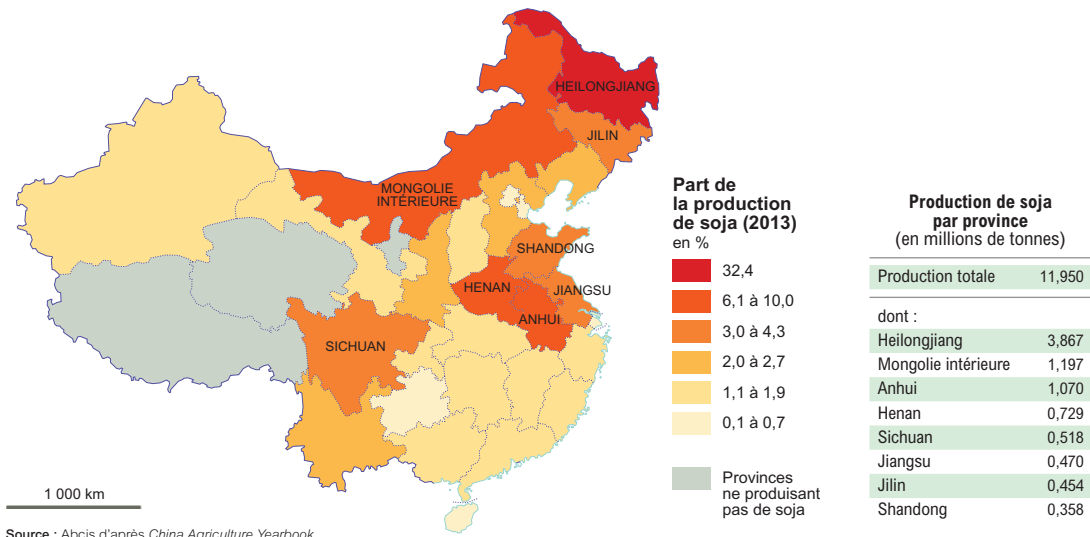 HEILONGJIANG
JILIN
MONGOLIE
INTÉRIEURE
SHANDONG
HENAN
JIANGSU
ANHUI
SICHUAN
1 000 km
Source : Abcis d'après China Agriculture Yearbook
Part de
la production
de soja (2013)
en %
32,4
6,1 à 10,0
3,0 à 4,3
2,0 à 2,7
1,1 à 1,9
0,1 à 0,7
Provinces
ne produisant
pas de soja
Production de soja
par province
(en millions de tonnes)
Production totale 11,950
dont :
Heilongjiang 3,867
Mongolie intérieure 1,197
Anhui 1,070
Henan 0,729
Sichuan 0,518
Jiangsu 0,470
Jilin 0,454
Shandong 0,358